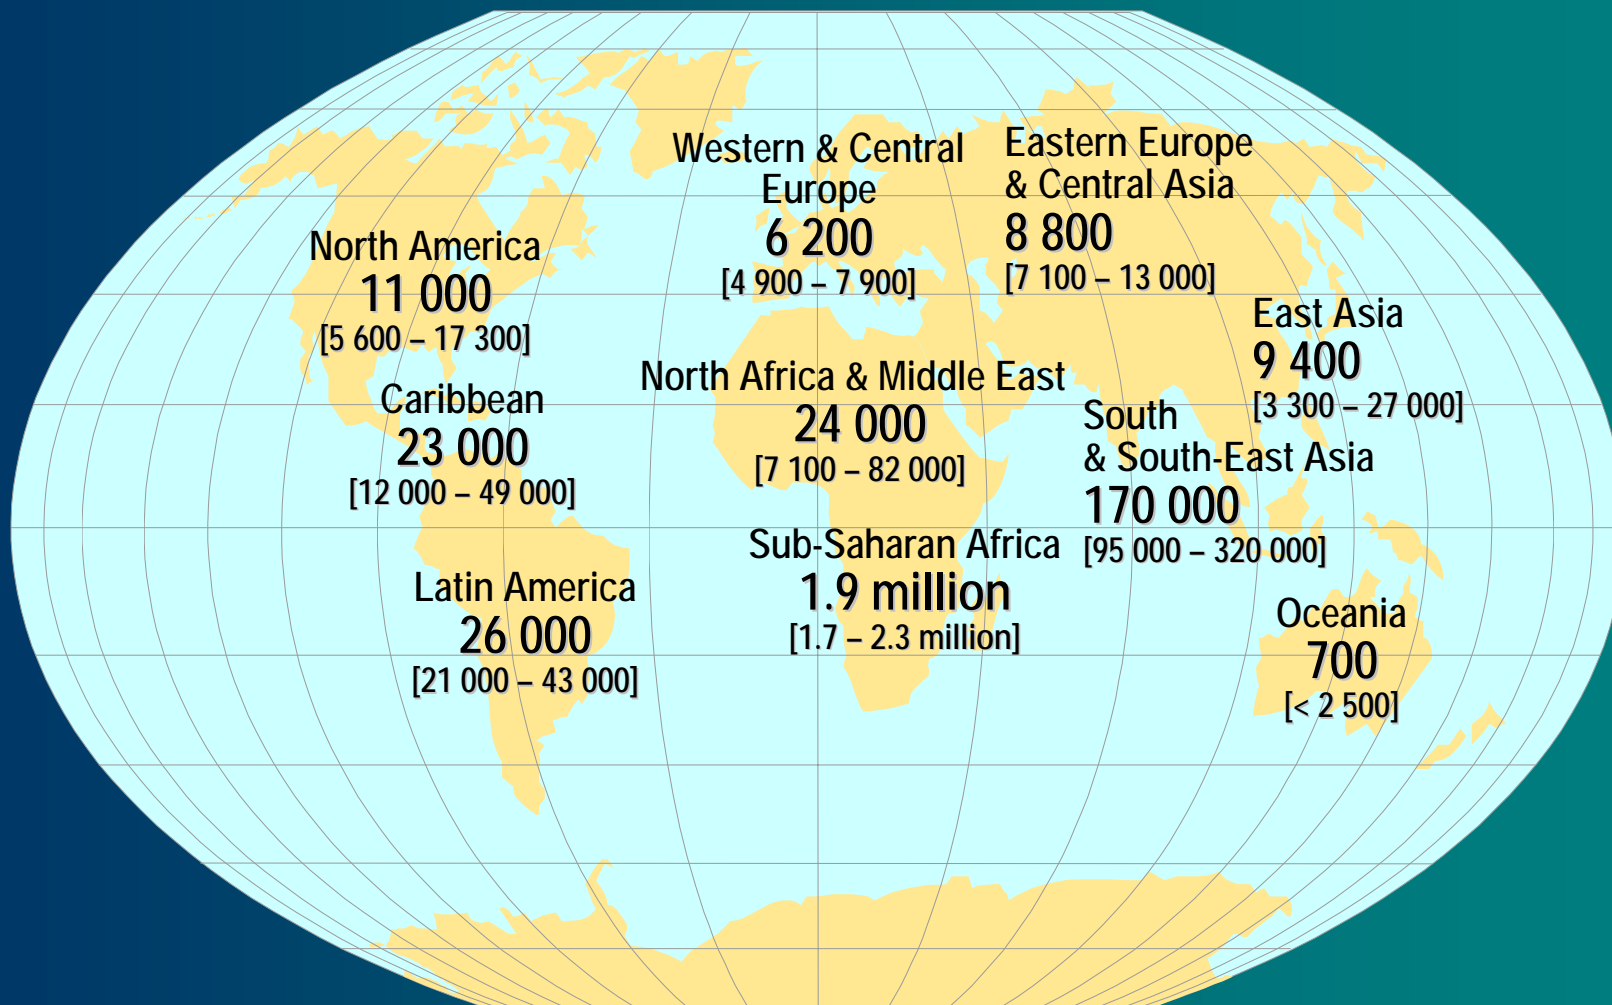 Western & Central
Europe
6 200
[4 900 – 7 900]
Eastern Europe
& Central Asia
8 800
[7 100 – 13 000]
North America
11 000
[5 600 – 17 300]
East Asia
9 400
[3 300 – 27 000]
Caribbean
23 000
[12 000 – 49 000]
North Africa & Middle East
24 000
[7 100 – 82 000]
South
& South-East Asia
170 000
[95 000 – 320 000]
Sub-Saharan Africa
1.9 million
[1.7 – 2.3 million]
Latin America
26 000
[21 000 – 43 000]
Oceania
700
[< 2 500]